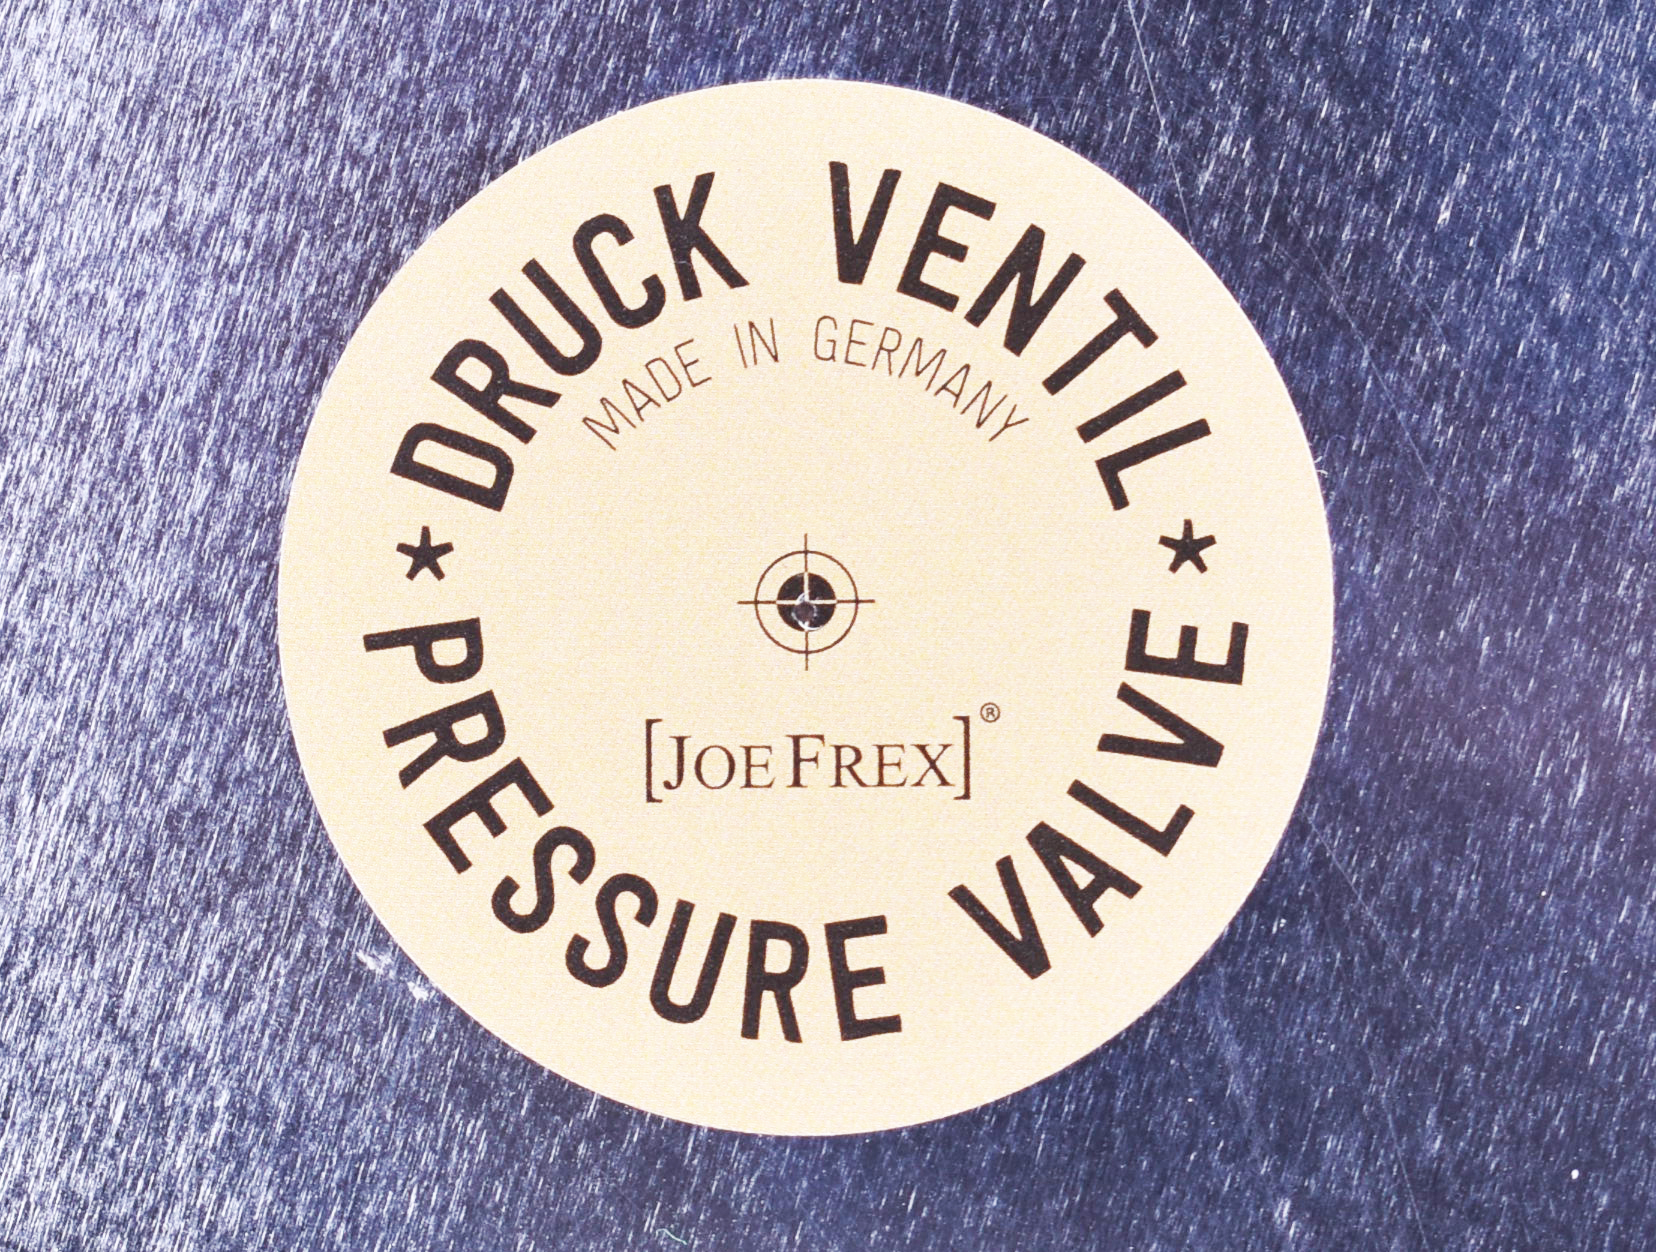 DRUCK VENTIL
MADE IN GERMANY
[JOE FREX]®
* PRESSURE VALVE *